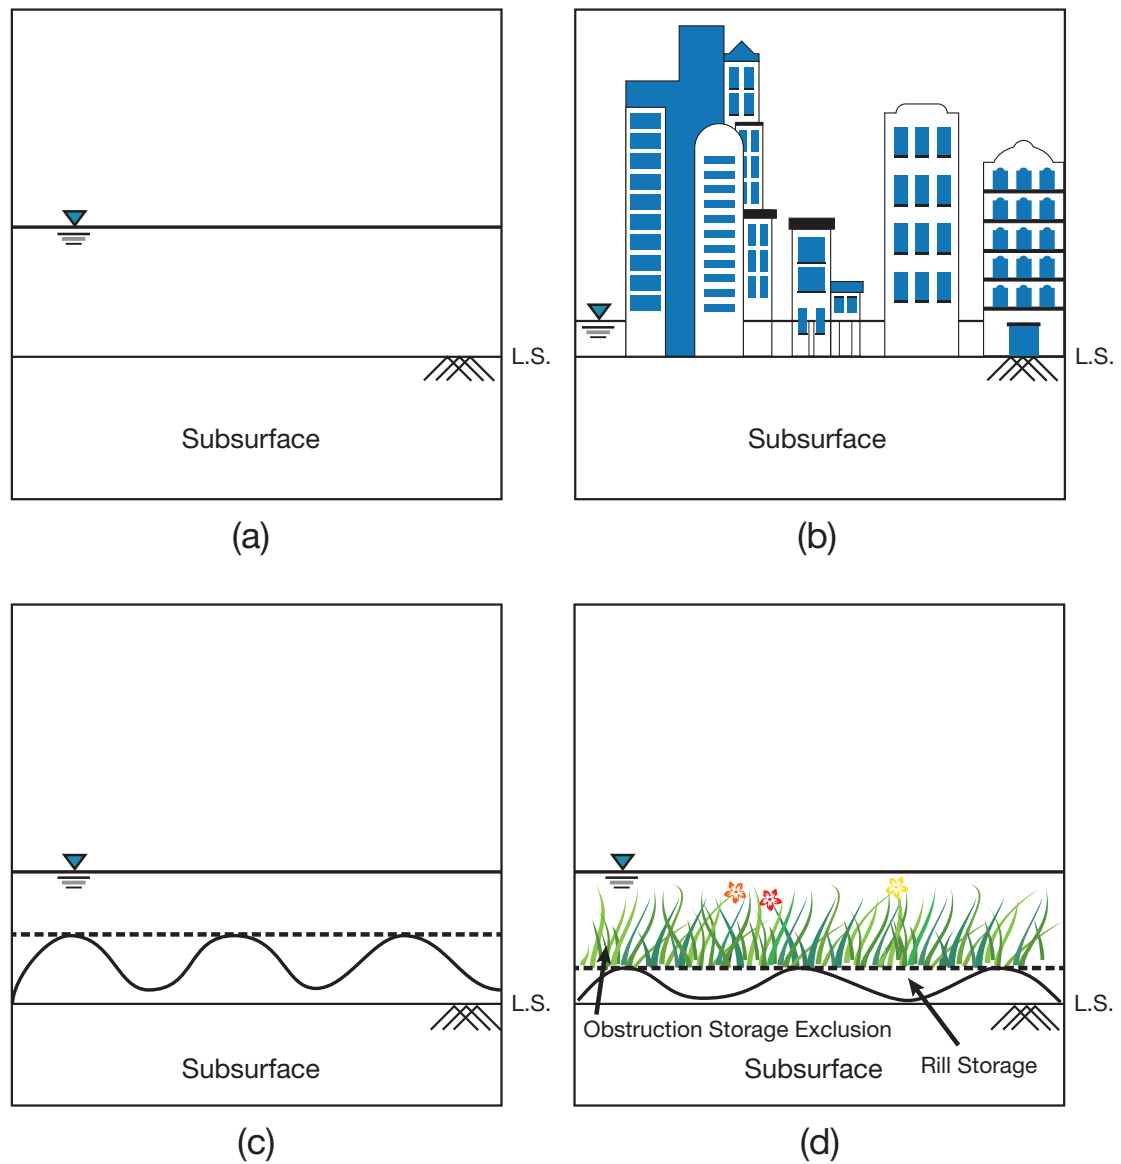 L.S.
Subsurface
(a)
L.S.
Subsurface
(b)
L.S.
Subsurface
(c)
L.S.
Obstruction Storage Exclusion
Rill Storage
Subsurface
(d)